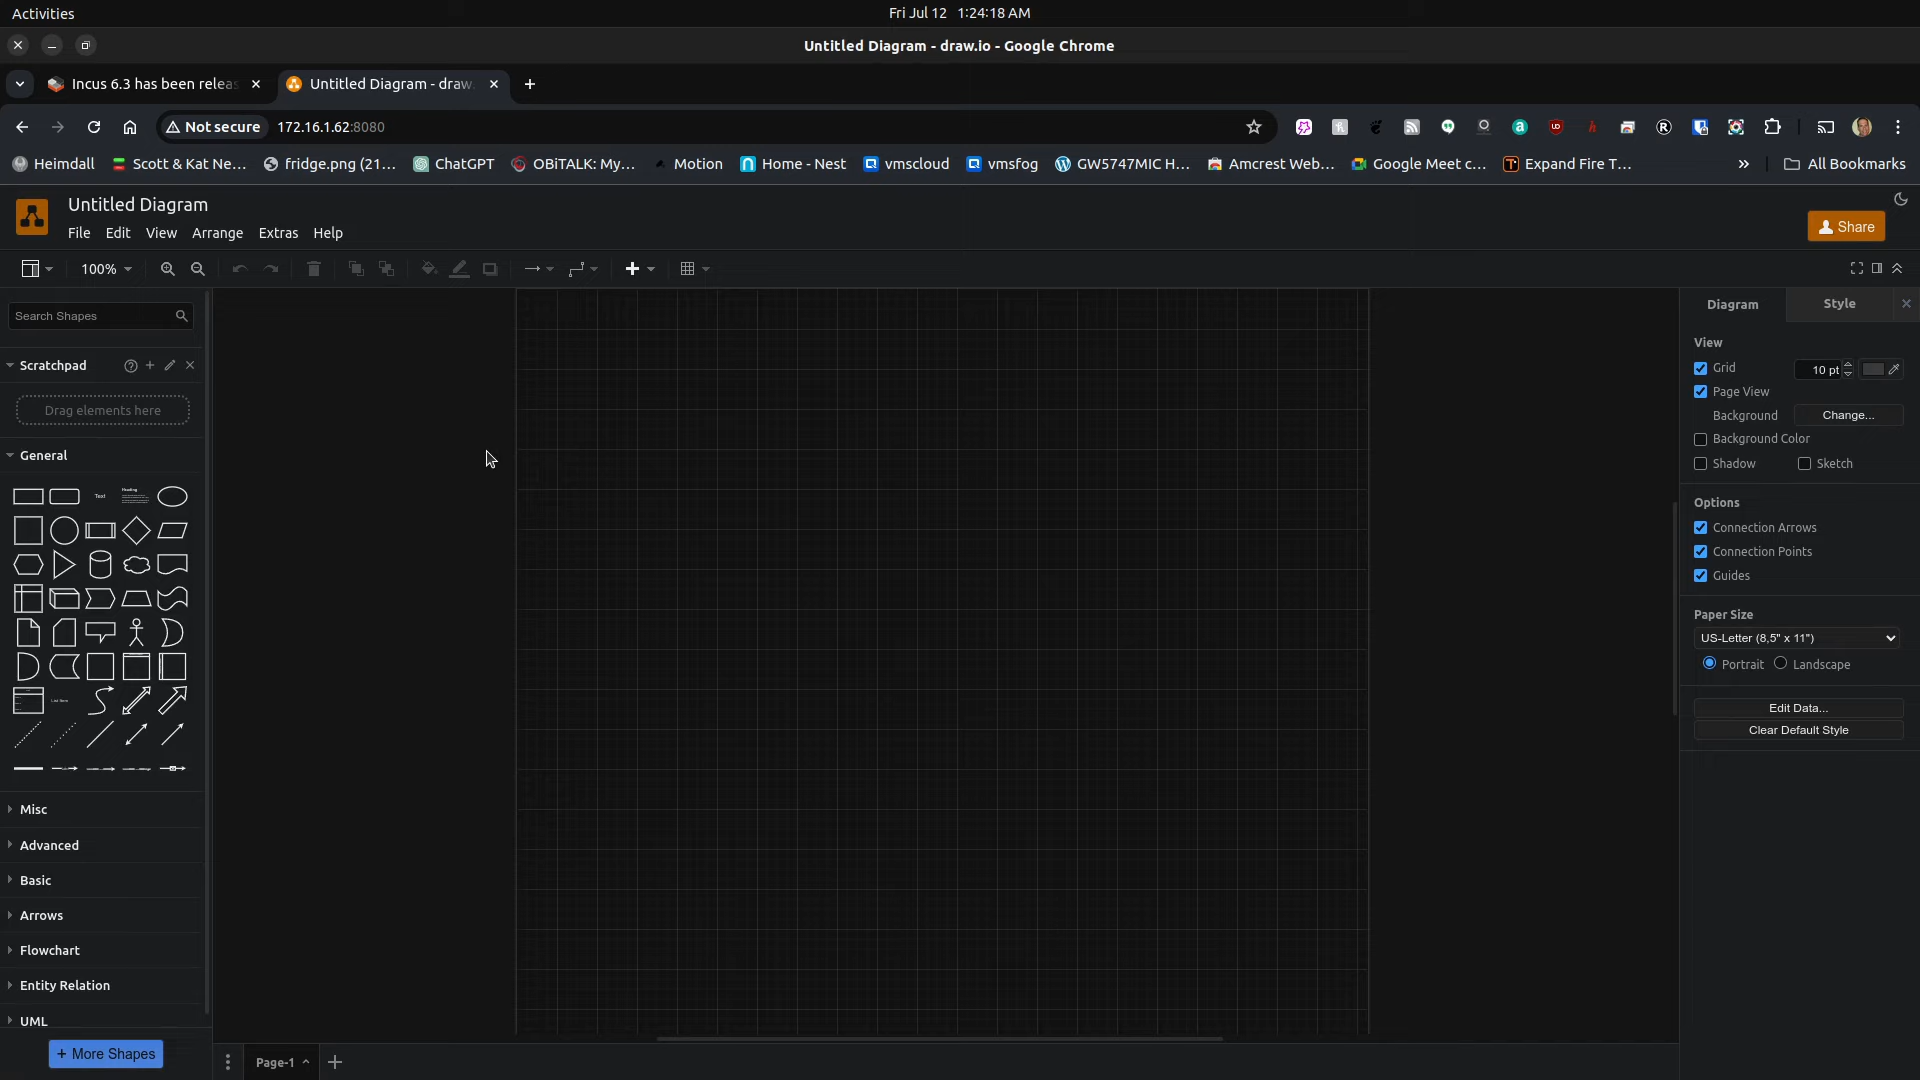 Activities
Fri Jul 12 1:24:18 AM
Untitled Diagram - draw.io - Google Chrome
Incus 6.3 has been relea
Untitled Diagram - draw.
Not secure
172.16.1.62:8080
Heimdall
Scott & Kat Ne...
fridge.png (21...
ChatGPT
OBiTALK: My...
Motion
Home - Nest
vmscloud
vmsfog
GW5747MIC H...
Amcrest Web...
Google Meet c...
Expand Fire T...
All Bookmarks
Untitled Diagram
File Edit View Arrange Extras Help
Share
100%
Search Shapes
Scratchpad
Drag elements here
General
Text
Heading
List Item
Misc
Advanced
Basic
Arrows
Flowchart
Entity Relation
UML
+ More Shapes
Page-1
Diagram
Style
View
Grid
10 pt
Page View
Background
Change...
Background Color
Shadow
Sketch
Options
Connection Arrows
Connection Points
Guides
Paper Size
US-Letter (8,5" x 11")
Portrait
Landscape
Edit Data...
Clear Default Style